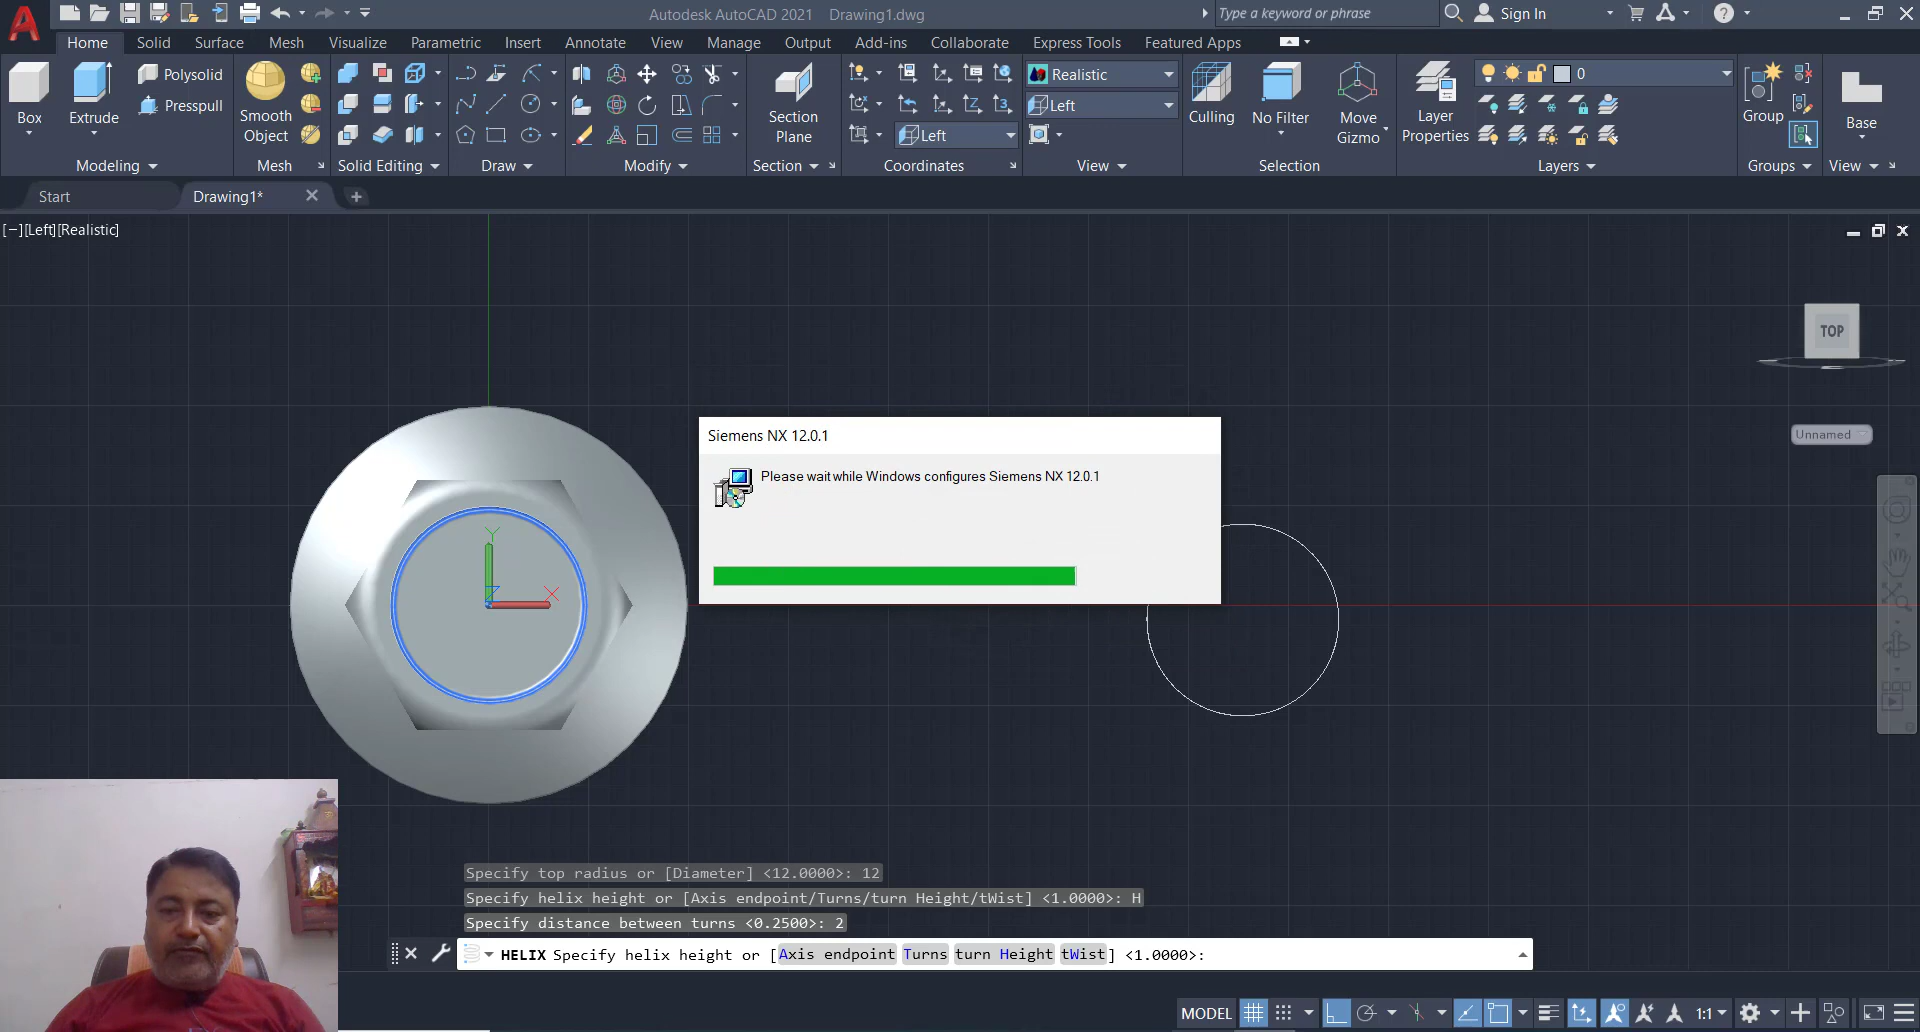 Autodesk AutoCAD 2021 Drawing1.dwg
Type a keyword or phrase
Sign In
Home Solid Surface Mesh Visualize Parametric Insert Annotate View Manage Output Add-ins Collaborate Express Tools Featured Apps
Box
Extrude
Polysolid
Presspull
Smooth
Object
Section
Plane
Left
Realistic
Left
Culling
No Filter
Move
Gizmo
Layer
Properties
0
Group
Base
Modeling Mesh Solid Editing Draw Modify Section Coordinates View Selection Layers Groups View
Start Drawing1*
[−][Left][Realistic]
TOP
Unnamed
Siemens NX 12.0.1
Please wait while Windows configures Siemens NX 12.0.1
Y
X
Specify top radius or [Diameter] <12.0000>: 12
Specify helix height or [Axis endpoint/Turns/turn Height/tWist] <1.0000>: H
Specify distance between turns <0.2500>: 2
HELIX Specify helix height or [Axis endpoint Turns turn Height tWist] <1.0000>:
MODEL 1:1